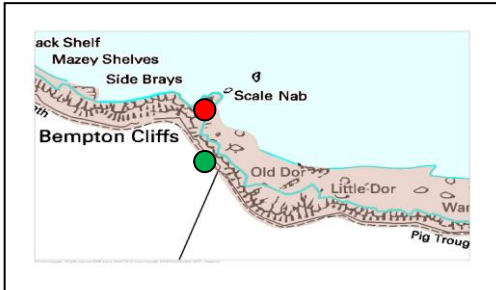 ack Shelf
Mazey Shelves
Side Brays
Scale Nab
Bempton Cliffs
Old Dor
Little Dor
War
Pig Troug